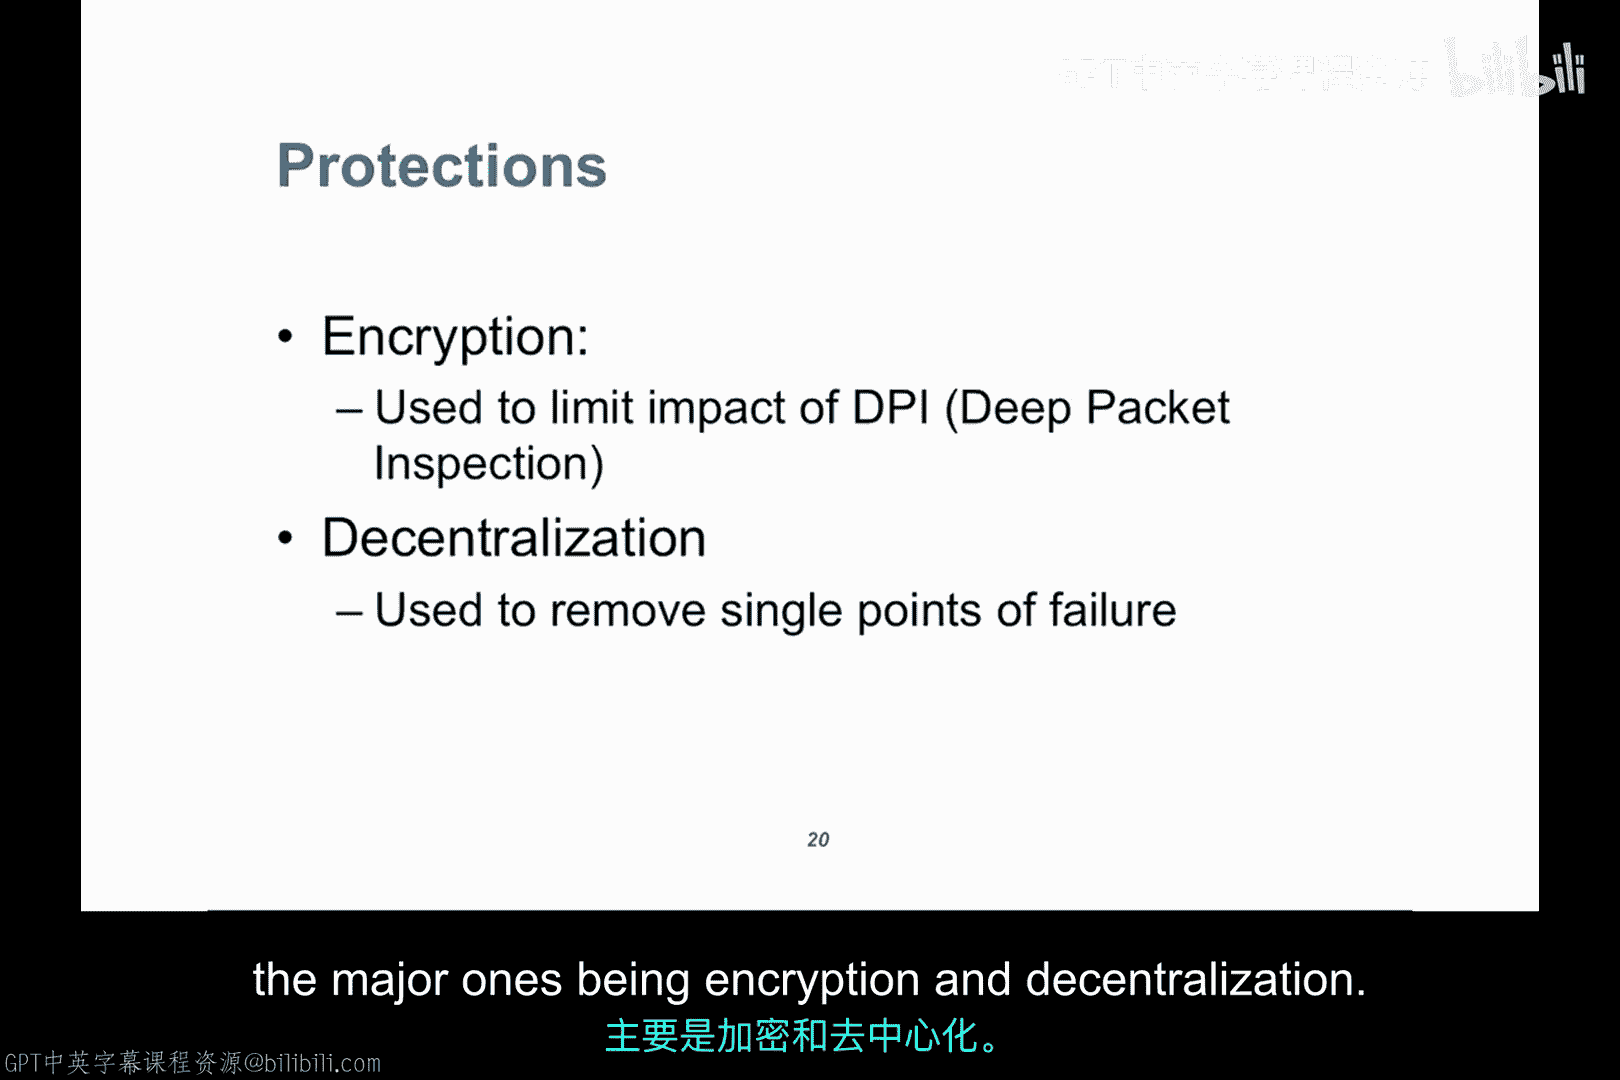 bilibili
Protections
• Encryption:
– Used to limit impact of DPI (Deep Packet
Inspection)
• Decentralization
– Used to remove single points of failure
20
the major ones being encryption and decentralization.
主要是加密和去中心化。
GPT中英字幕课程资源@bilibili.com